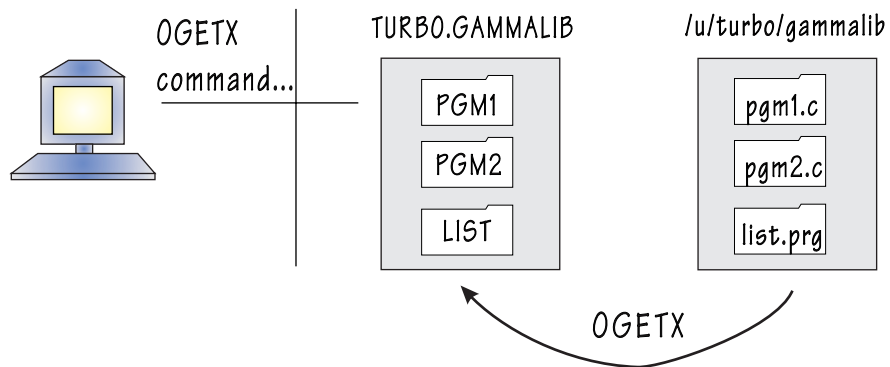 OGETX
command...
TURBO.GAMMALIB
PGM1
PGM2
LIST
/u/turbo/gammalib
pgm1.c
pgm2.c
list.prg
OGETX